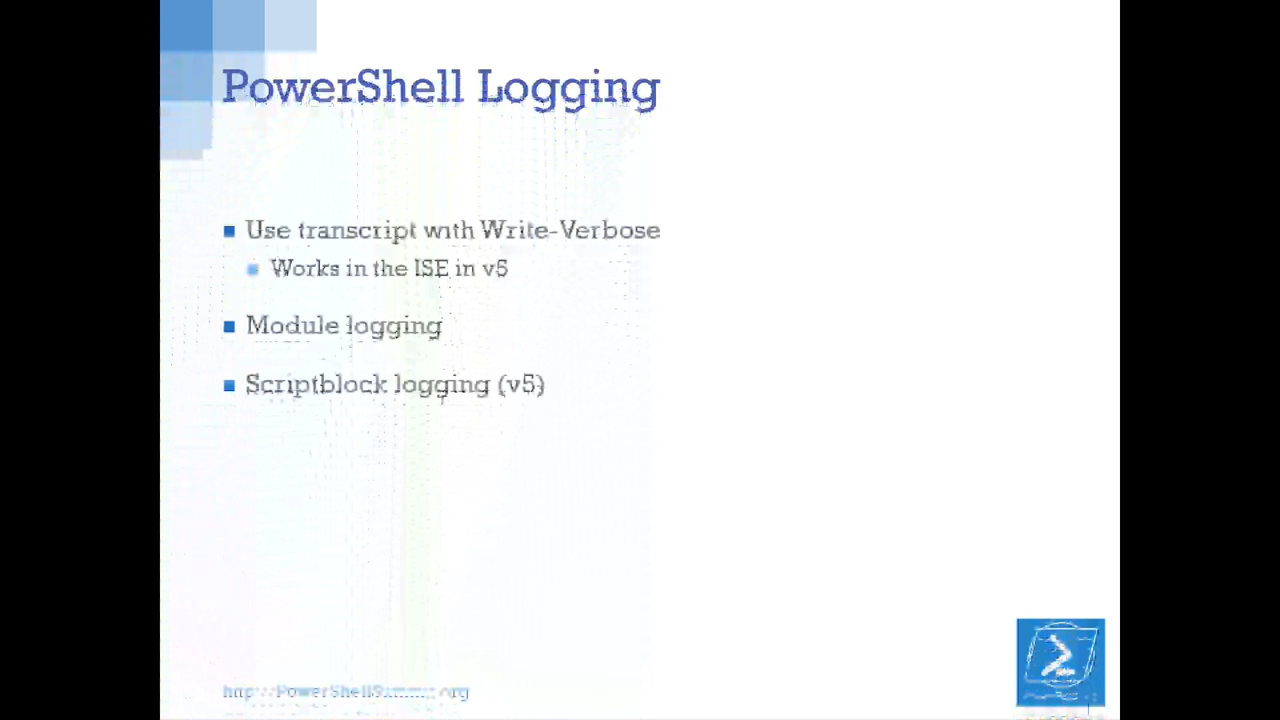 PowerShell Logging
Use transcript with Write-Verbose
Works in the ISE in v5
Module logging
Scriptblock logging (v5)